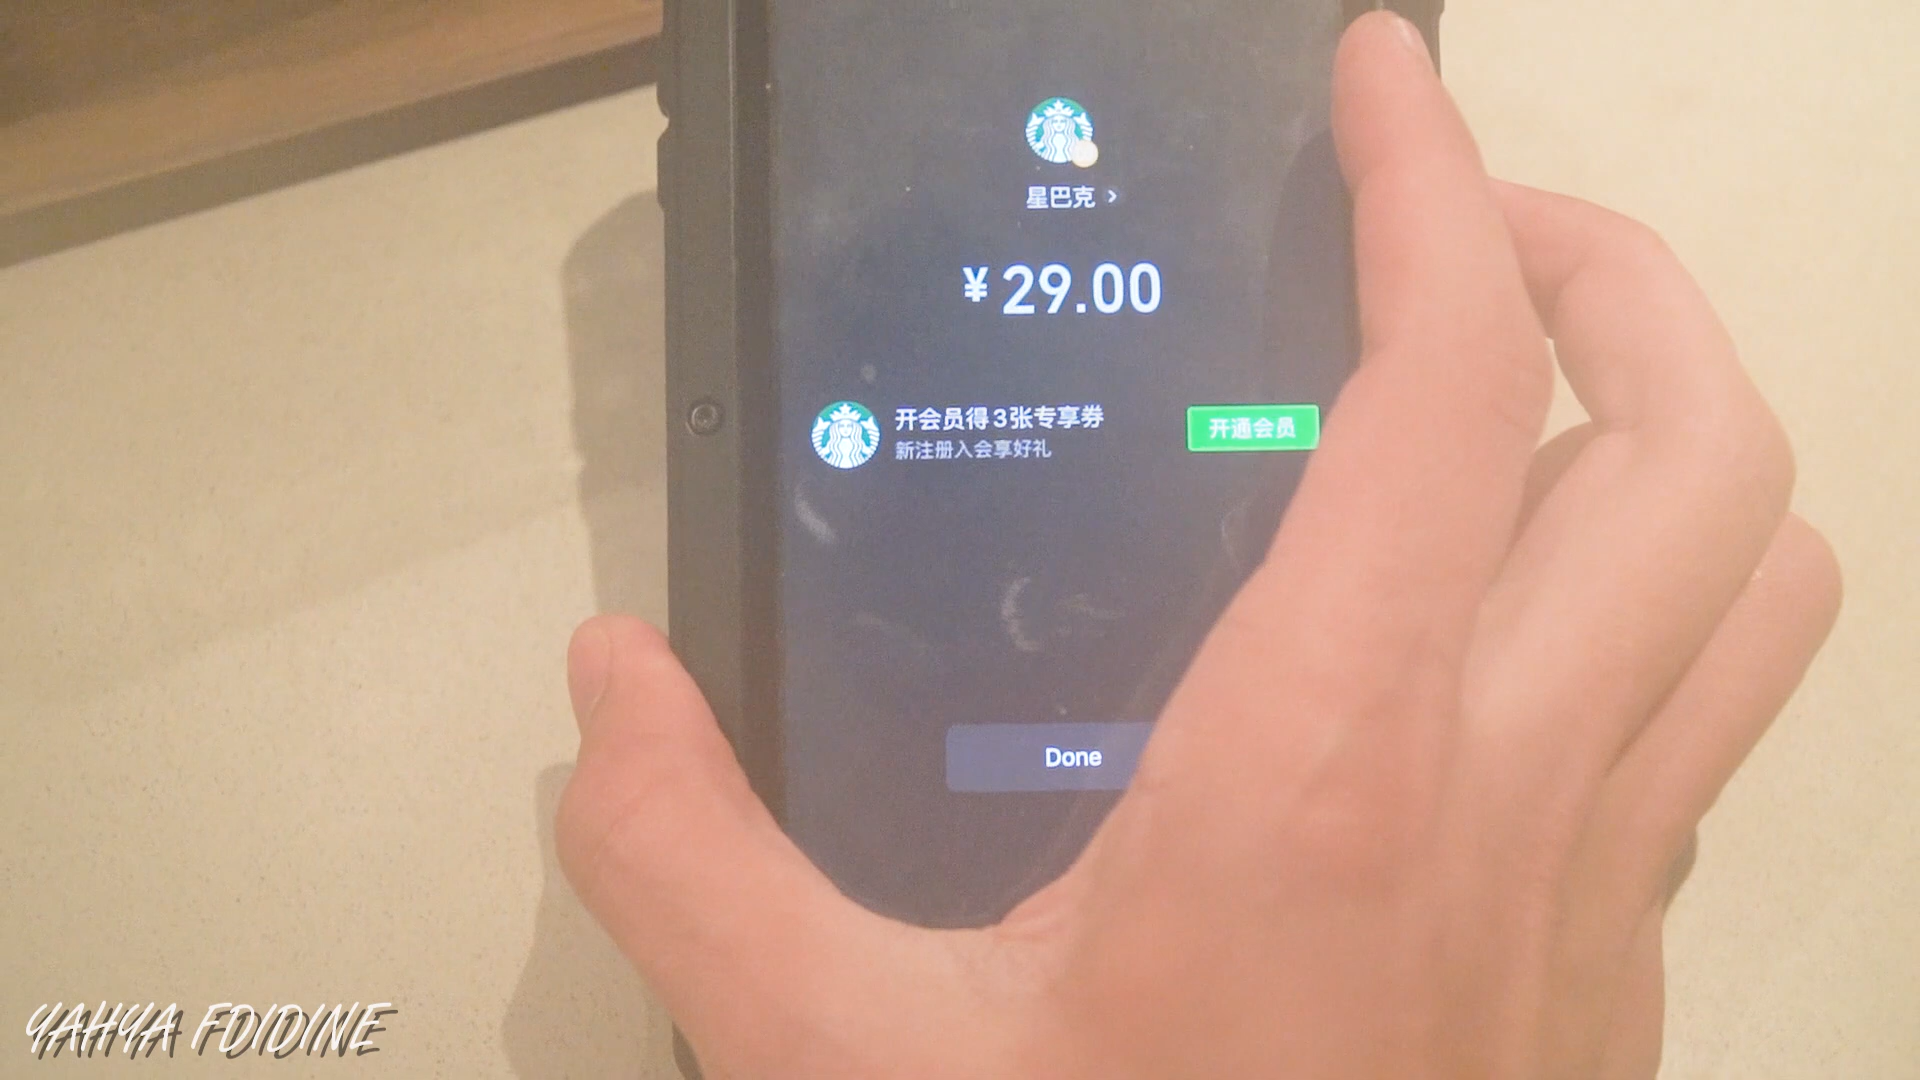 星巴克 >
¥ 29.00
开会员得3张专享券
新注册入会享好礼
开通会员
Done
YAHYA FDIDINE